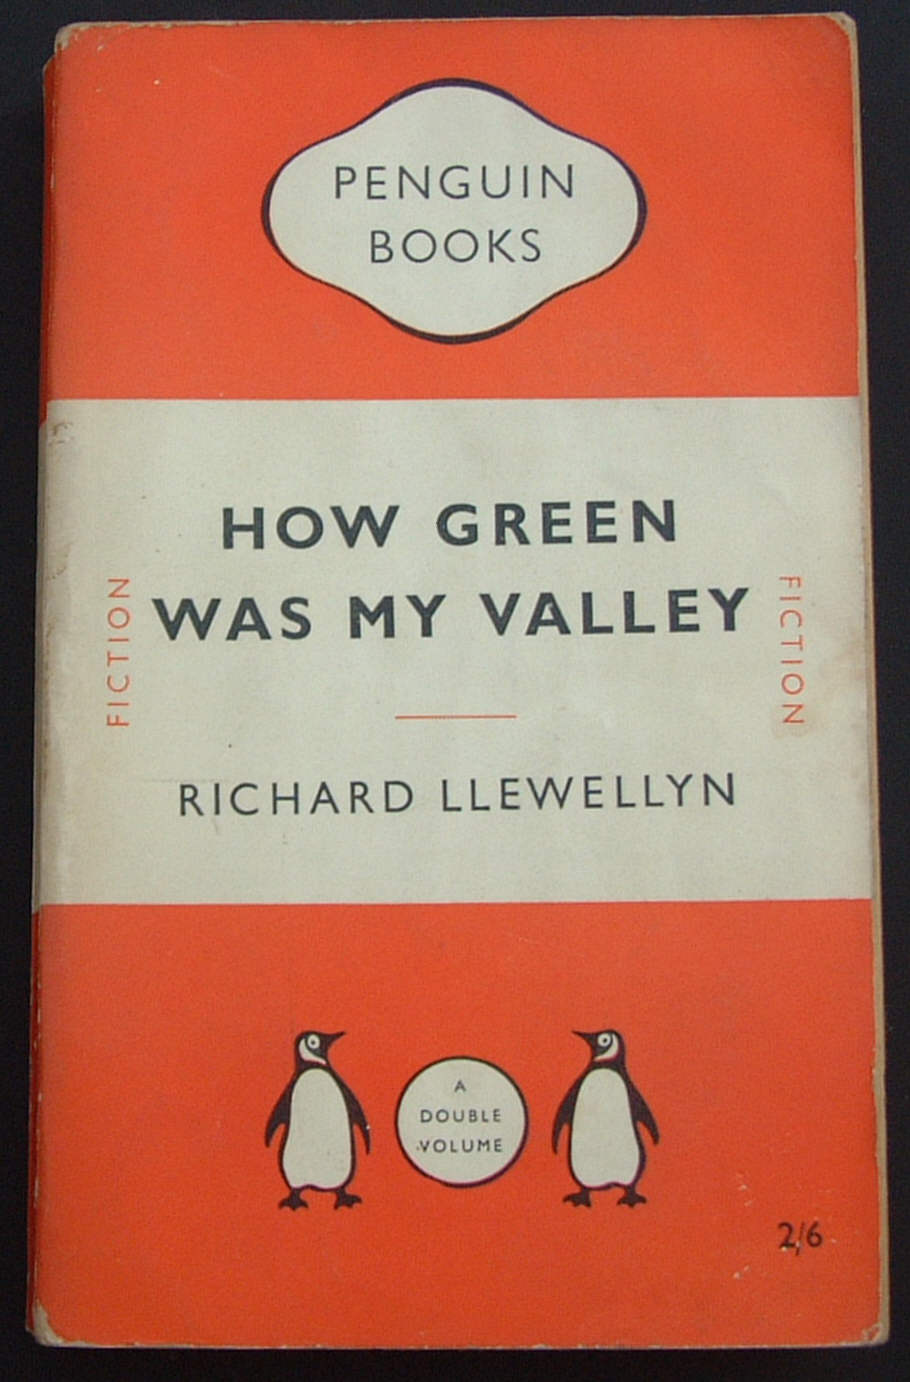 PENGUIN
BOOKS
HOW GREEN
WAS MY VALLEY
FICTION
FICTION
RICHARD LLEWELLYN
A
DOUBLE
VOLUME
2/6